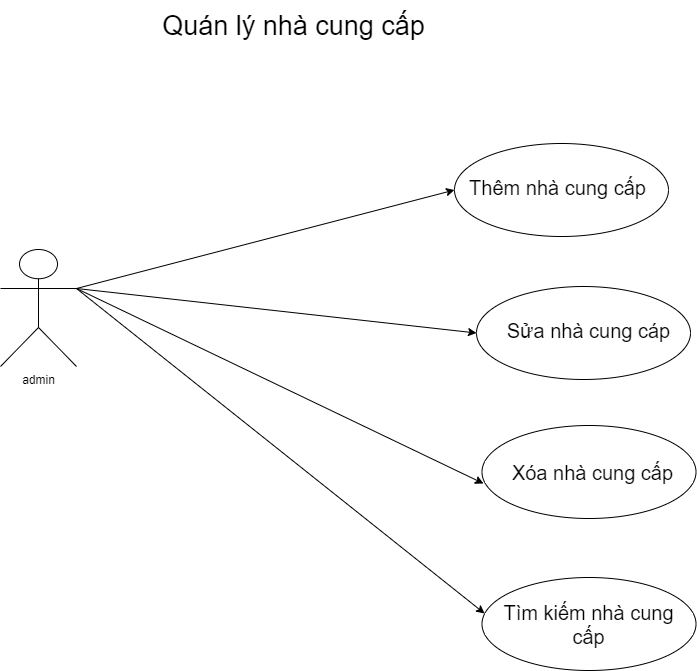 Quán lý nhà cung cấp
Thêm nhà cung cấp
Sửa nhà cung cáp
admin
Xóa nhà cung cấp
Tìm kiếm nhà cung
cấp